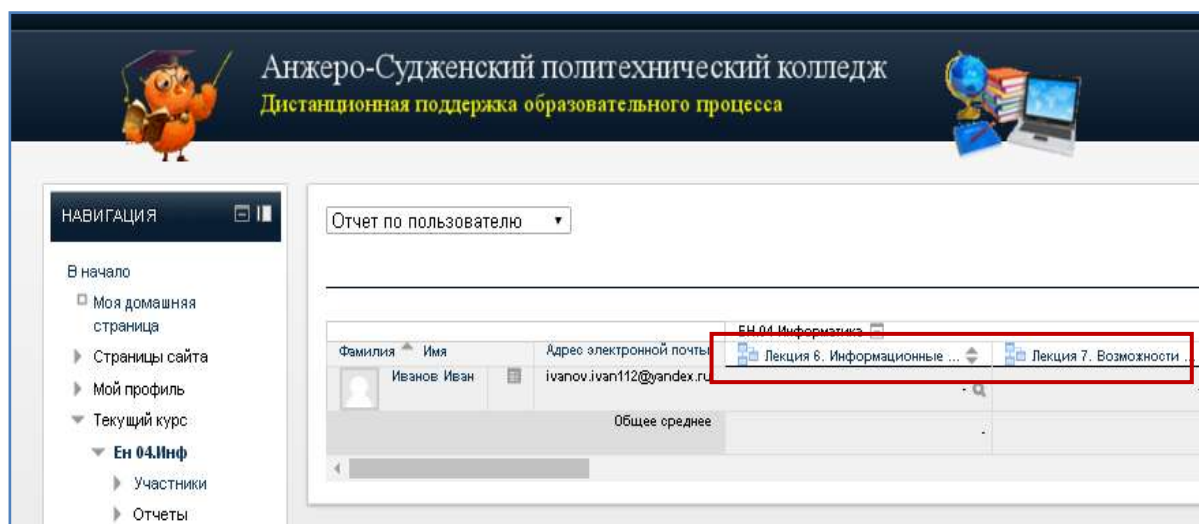 Анжеро-Судженский политехнический колледж
Дистанционная поддержка образовательного процесса
НАВИГАЦИЯ
В начало
Моя домашняя
страница
Страницы сайта
Мой профиль
Текущий курс
Ен 04.Инф
Участники
Отчеты
Отчет по пользователю
ЕН.04 Информатика
Фамилия Имя Адрес электронной почты Лекция 6. Информационные ... Лекция 7. Возможности ...
Иванов Иван ivanov.ivan112@yandex.ru -
Общее среднее -